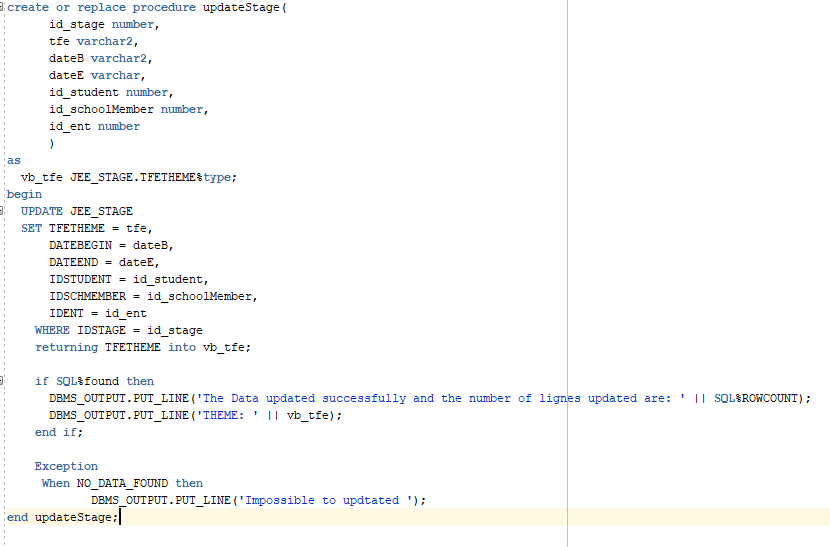 create or replace procedure updateStage(
id_stage number,
tfe varchar2,
dateB varchar2,
dateE varchar,
id_student number,
id_schoolMember number,
id_ent number
)
as
vb_tfe JEE_STAGE.TFETHEME%type;
begin
UPDATE JEE_STAGE
SET TFETHEME = tfe,
DATEBEGIN = dateB,
DATEEND = dateE,
IDSTUDENT = id_student,
IDSCHMEMBER = id_schoolMember,
IDENT = id_ent
WHERE IDSTAGE = id_stage
returning TFETHEME into vb_tfe;
if SQL%found then
DBMS_OUTPUT.PUT_LINE('The Data updated successfully and the number of lignes updated are: ' || SQL%ROWCOUNT);
DBMS_OUTPUT.PUT_LINE('THEME: ' || vb_tfe);
end if;
Exception
When NO_DATA_FOUND then
DBMS_OUTPUT.PUT_LINE('Impossible to updtated ');
end updateStage;